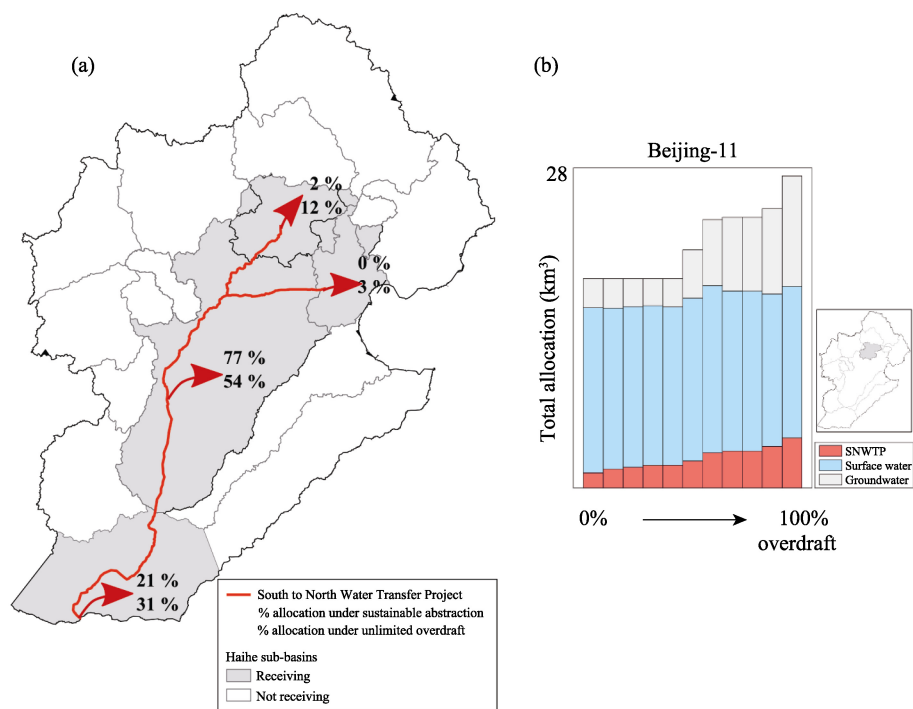 (a)
2 %
12 %
0 %
3 %
77 %
54 %
21 %
31 %
South to North Water Transfer Project
% allocation under sustainable abstraction
% allocation under unlimited overdraft
Haihe sub-basins
Receiving
Not receiving
(b)
Beijing-11
28
Total allocation (km³)
0%
100%
overdraft
SNWTP
Surface water
Groundwater